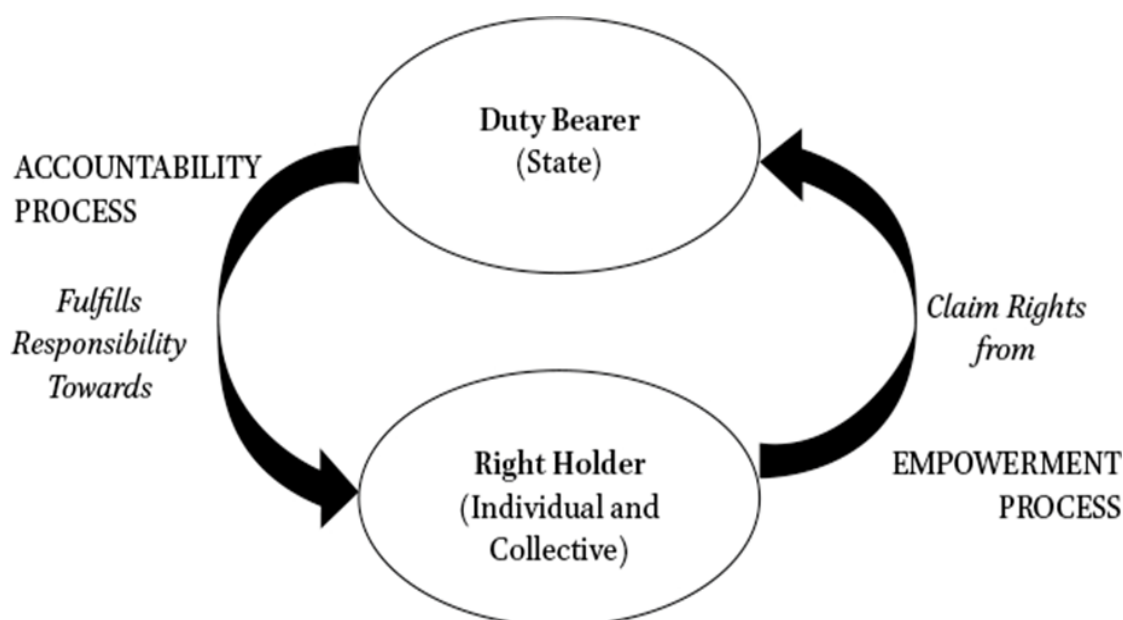 Duty Bearer
(State)
ACCOUNTABILITY
PROCESS
Fulfills
Responsibility
Towards
Claim Rights
from
Right Holder
(Individual and
Collective)
EMPOWERMENT
PROCESS